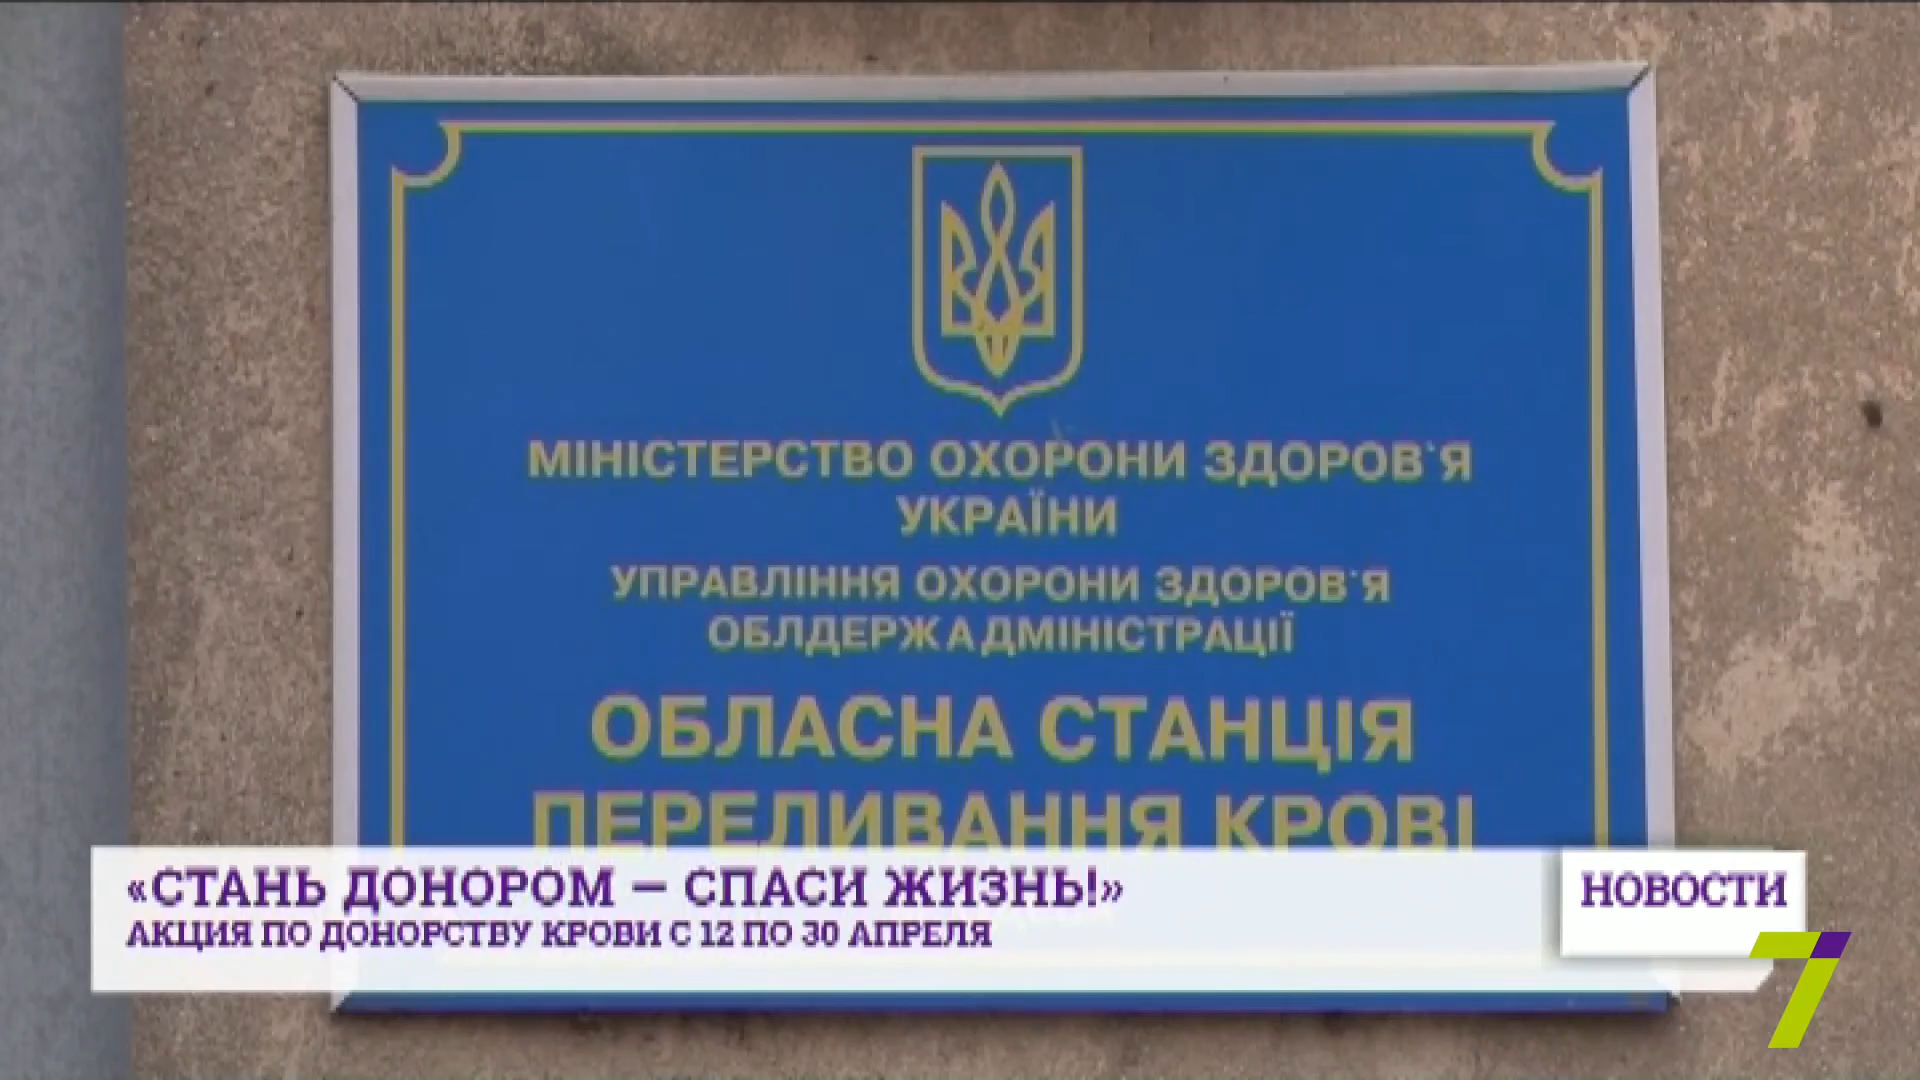 МІНІСТЕРСТВО ОХОРОНИ ЗДОРОВ`Я
УКРАЇНИ
УПРАВЛІННЯ ОХОРОНИ ЗДОРОВ`Я
ОБЛДЕРЖАДМІНІСТРАЦІЇ
ОБЛАСНА СТАНЦІЯ
ПЕРЕЛИВАННЯ КРОВІ
«СТАНЬ ДОНОРОМ – СПАСИ ЖИЗНЬ!»
АКЦИЯ ПО ДОНОРСТВУ КРОВИ С 12 ПО 30 АПРЕЛЯ
НОВОСТИ
7